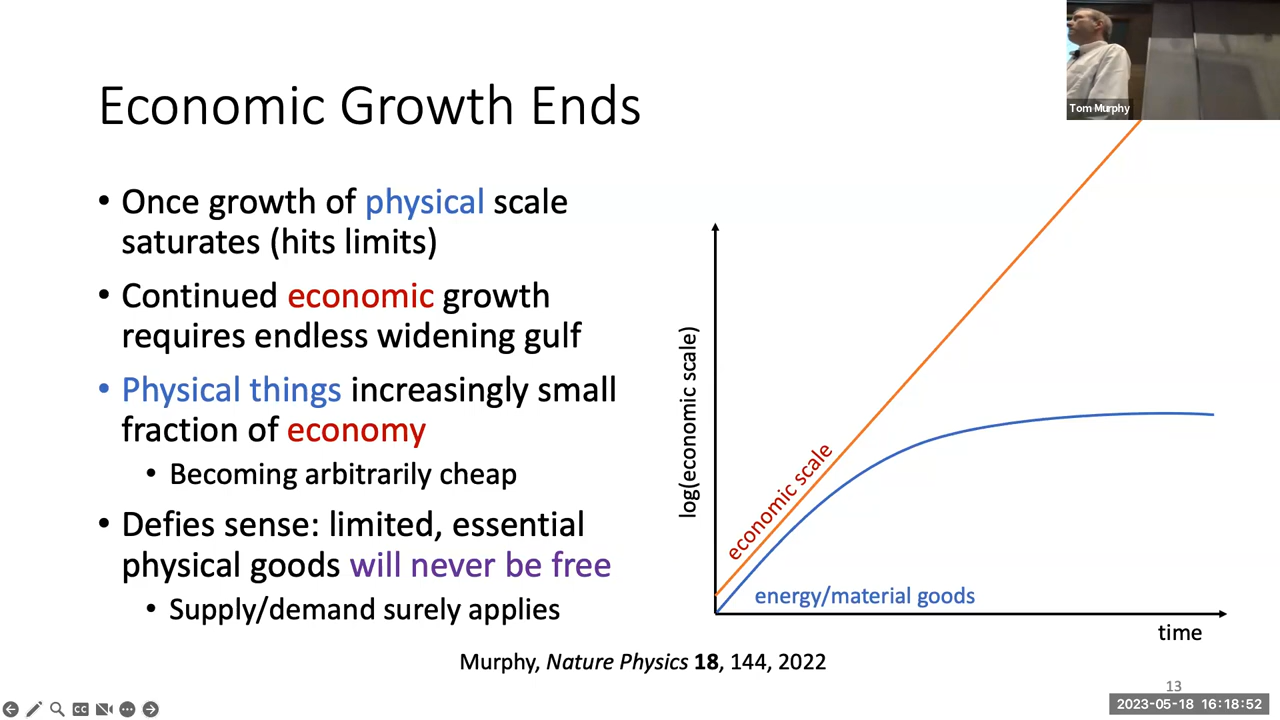 Tom Murphy
Economic Growth Ends
• Once growth of physical scale
saturates (hits limits)
• Continued economic growth
requires endless widening gulf
• Physical things increasingly small
fraction of economy
• Becoming arbitrarily cheap
• Defies sense: limited, essential
physical goods will never be free
• Supply/demand surely applies
log(economic scale)
economic scale
energy/material goods
time
Murphy, Nature Physics 18, 144, 2022
13
CC
2023-05-18 16:18:52